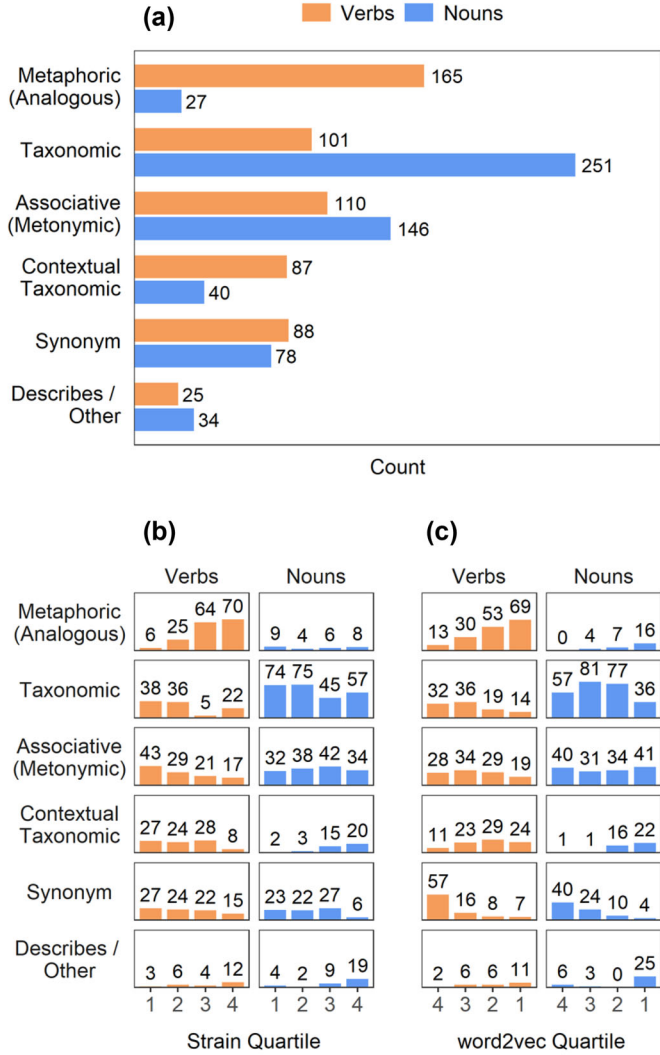 (a)
Verbs Nouns
Metaphoric
(Analogous)
165
27
Taxonomic
101
251
Associative
(Metonymic)
110
146
Contextual
Taxonomic
87
40
Synonym
88
78
Describes /
Other
25
34
Count
(b)
Verbs Nouns
Metaphoric
(Analogous)
6 25 64 70
9 4 6 8
Taxonomic
38 36 5 22
74 75 45 57
Associative
(Metonymic)
43 29 21 17
32 38 42 34
Contextual
Taxonomic
27 24 28 8
2 3 15 20
Synonym
27 24 22 15
23 22 27 6
Describes /
Other
3 6 4 12
4 2 9 19
1 2 3 4
1 2 3 4
Strain Quartile
(c)
Verbs Nouns
13 30 53 69
0 4 7 16
32 36 19 14
57 81 77 36
28 34 29 19
40 31 34 41
11 23 29 24
1 1 16 22
57 16 8 7
40 24 10 4
2 6 6 11
6 3 0 25
4 3 2 1
4 3 2 1
word2vec Quartile